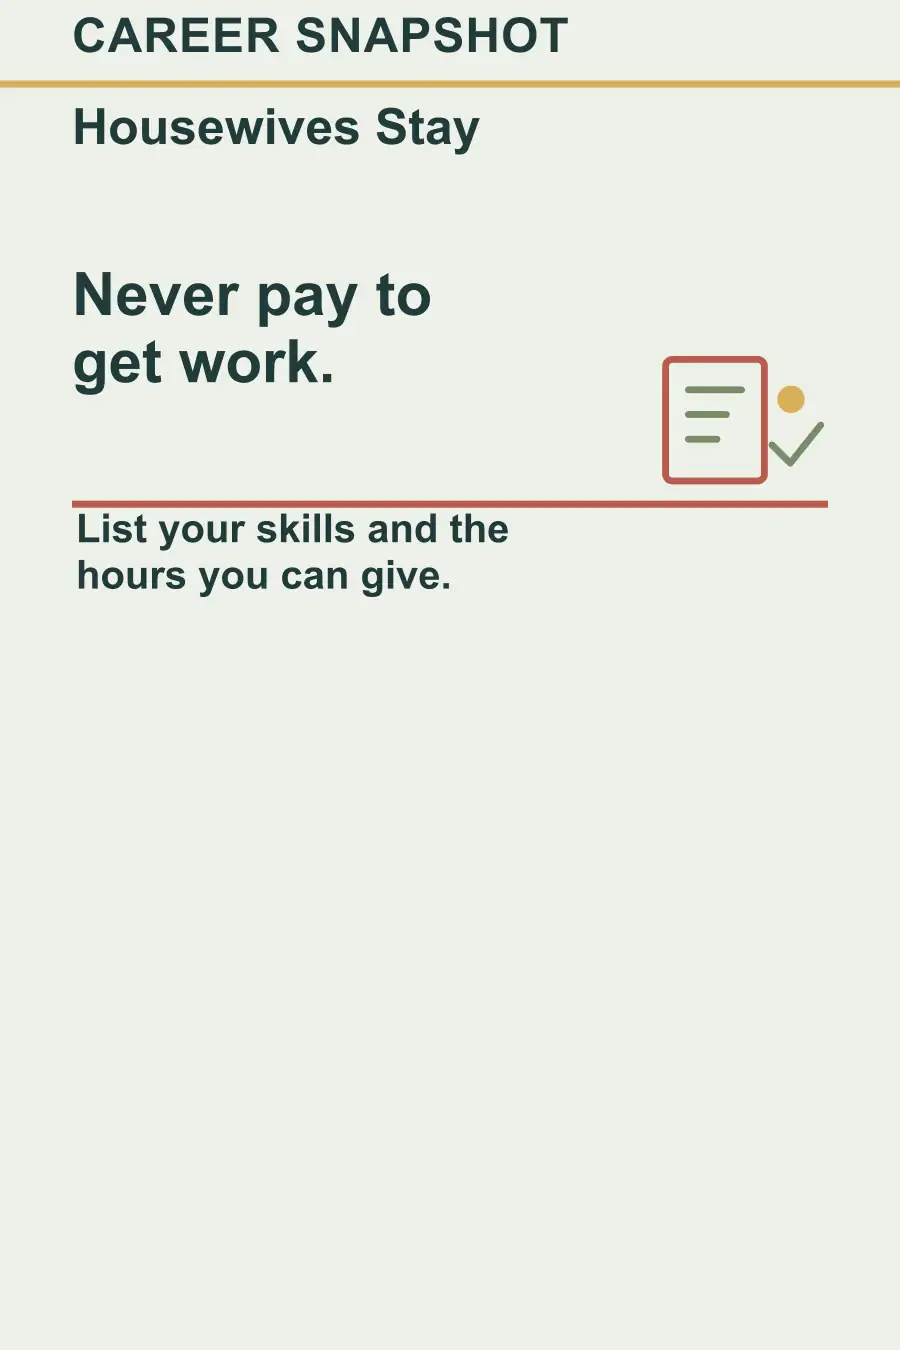 CAREER SNAPSHOT
Housewives Stay
Never pay to
get work.
List your skills and the
hours you can give.